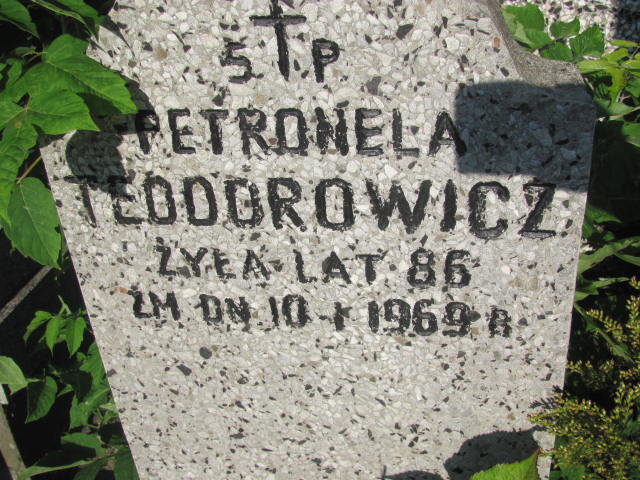 S P
PETRONELA
TEODOROWICZ
ŻYŁA LAT 86
ZM DN 10 I 1969 R